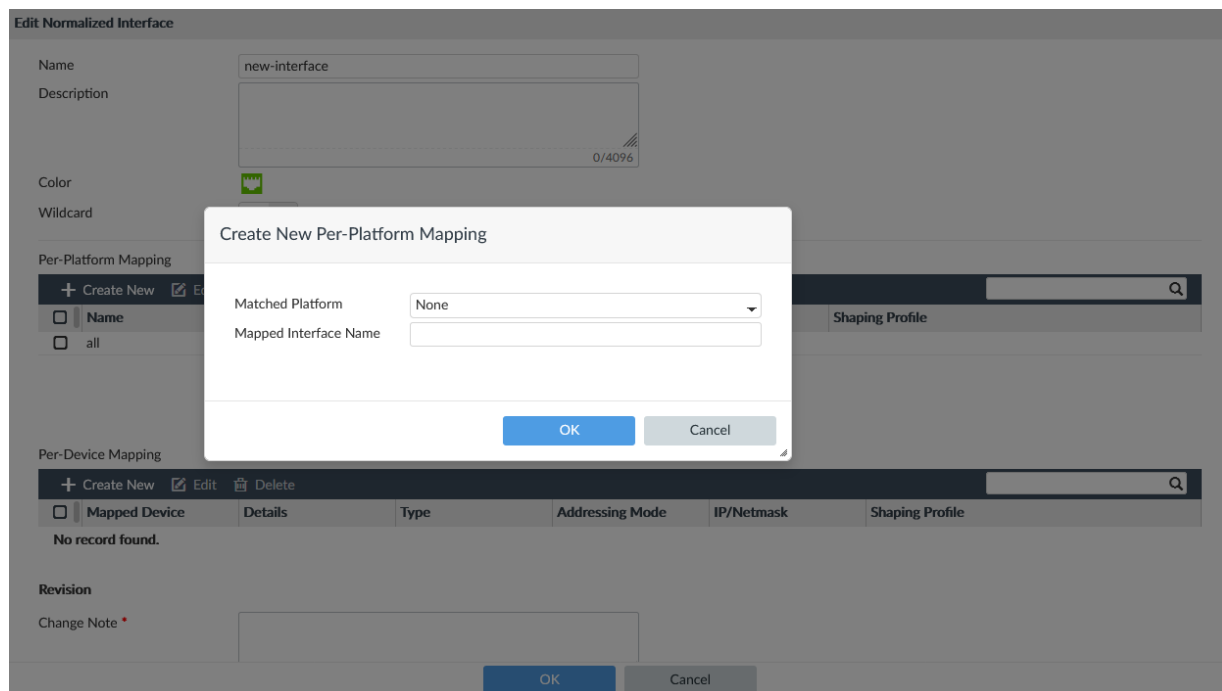 Edit Normalized Interface
Name
new-interface
Description
0/4096
Color
Wildcard
Create New Per-Platform Mapping
Per-Platform Mapping
Create New
Name
Shaping Profile
all
Matched Platform
None
Mapped Interface Name
OK
Cancel
Per-Device Mapping
Create New
Edit
Delete
Mapped Device
Details
Type
Addressing Mode
IP/Netmask
Shaping Profile
No record found.
Revision
Change Note *
OK
Cancel